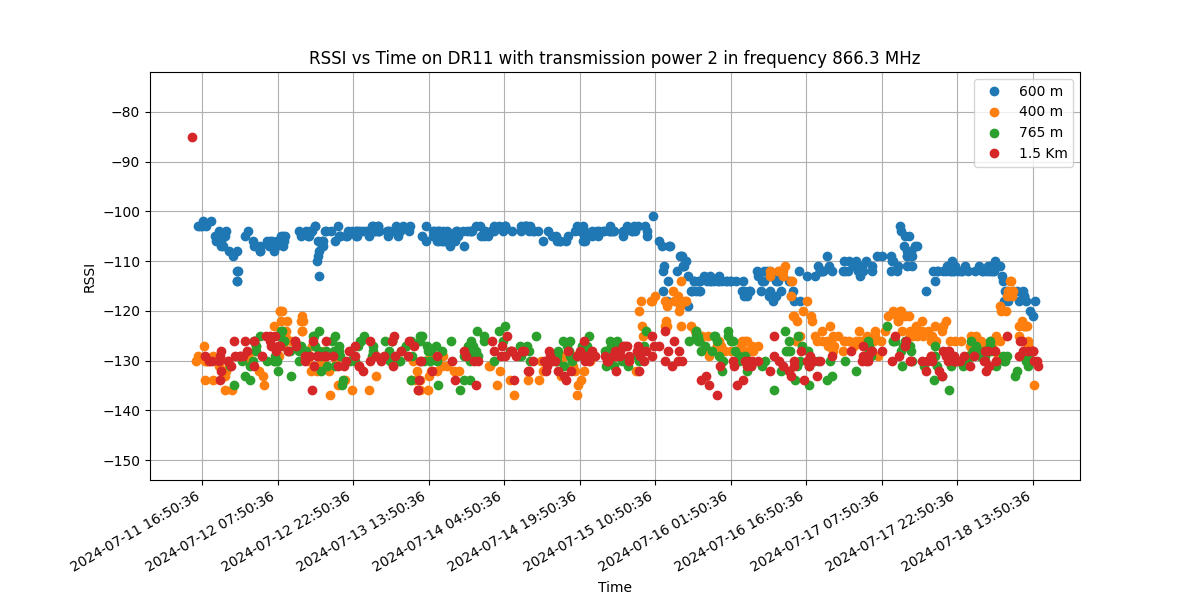 RSSI vs Time on DR11 with transmission power 2 in frequency 866.3 MHz
600 m
400 m
765 m
1.5 Km
−80
−90
−100
−110
−120
−130
−140
−150
RSSI
2024-07-11 16:50:36
2024-07-12 07:50:36
2024-07-12 22:50:36
2024-07-13 13:50:36
2024-07-14 04:50:36
2024-07-14 19:50:36
2024-07-15 10:50:36
2024-07-16 01:50:36
2024-07-16 16:50:36
2024-07-17 07:50:36
2024-07-17 22:50:36
2024-07-18 13:50:36
Time